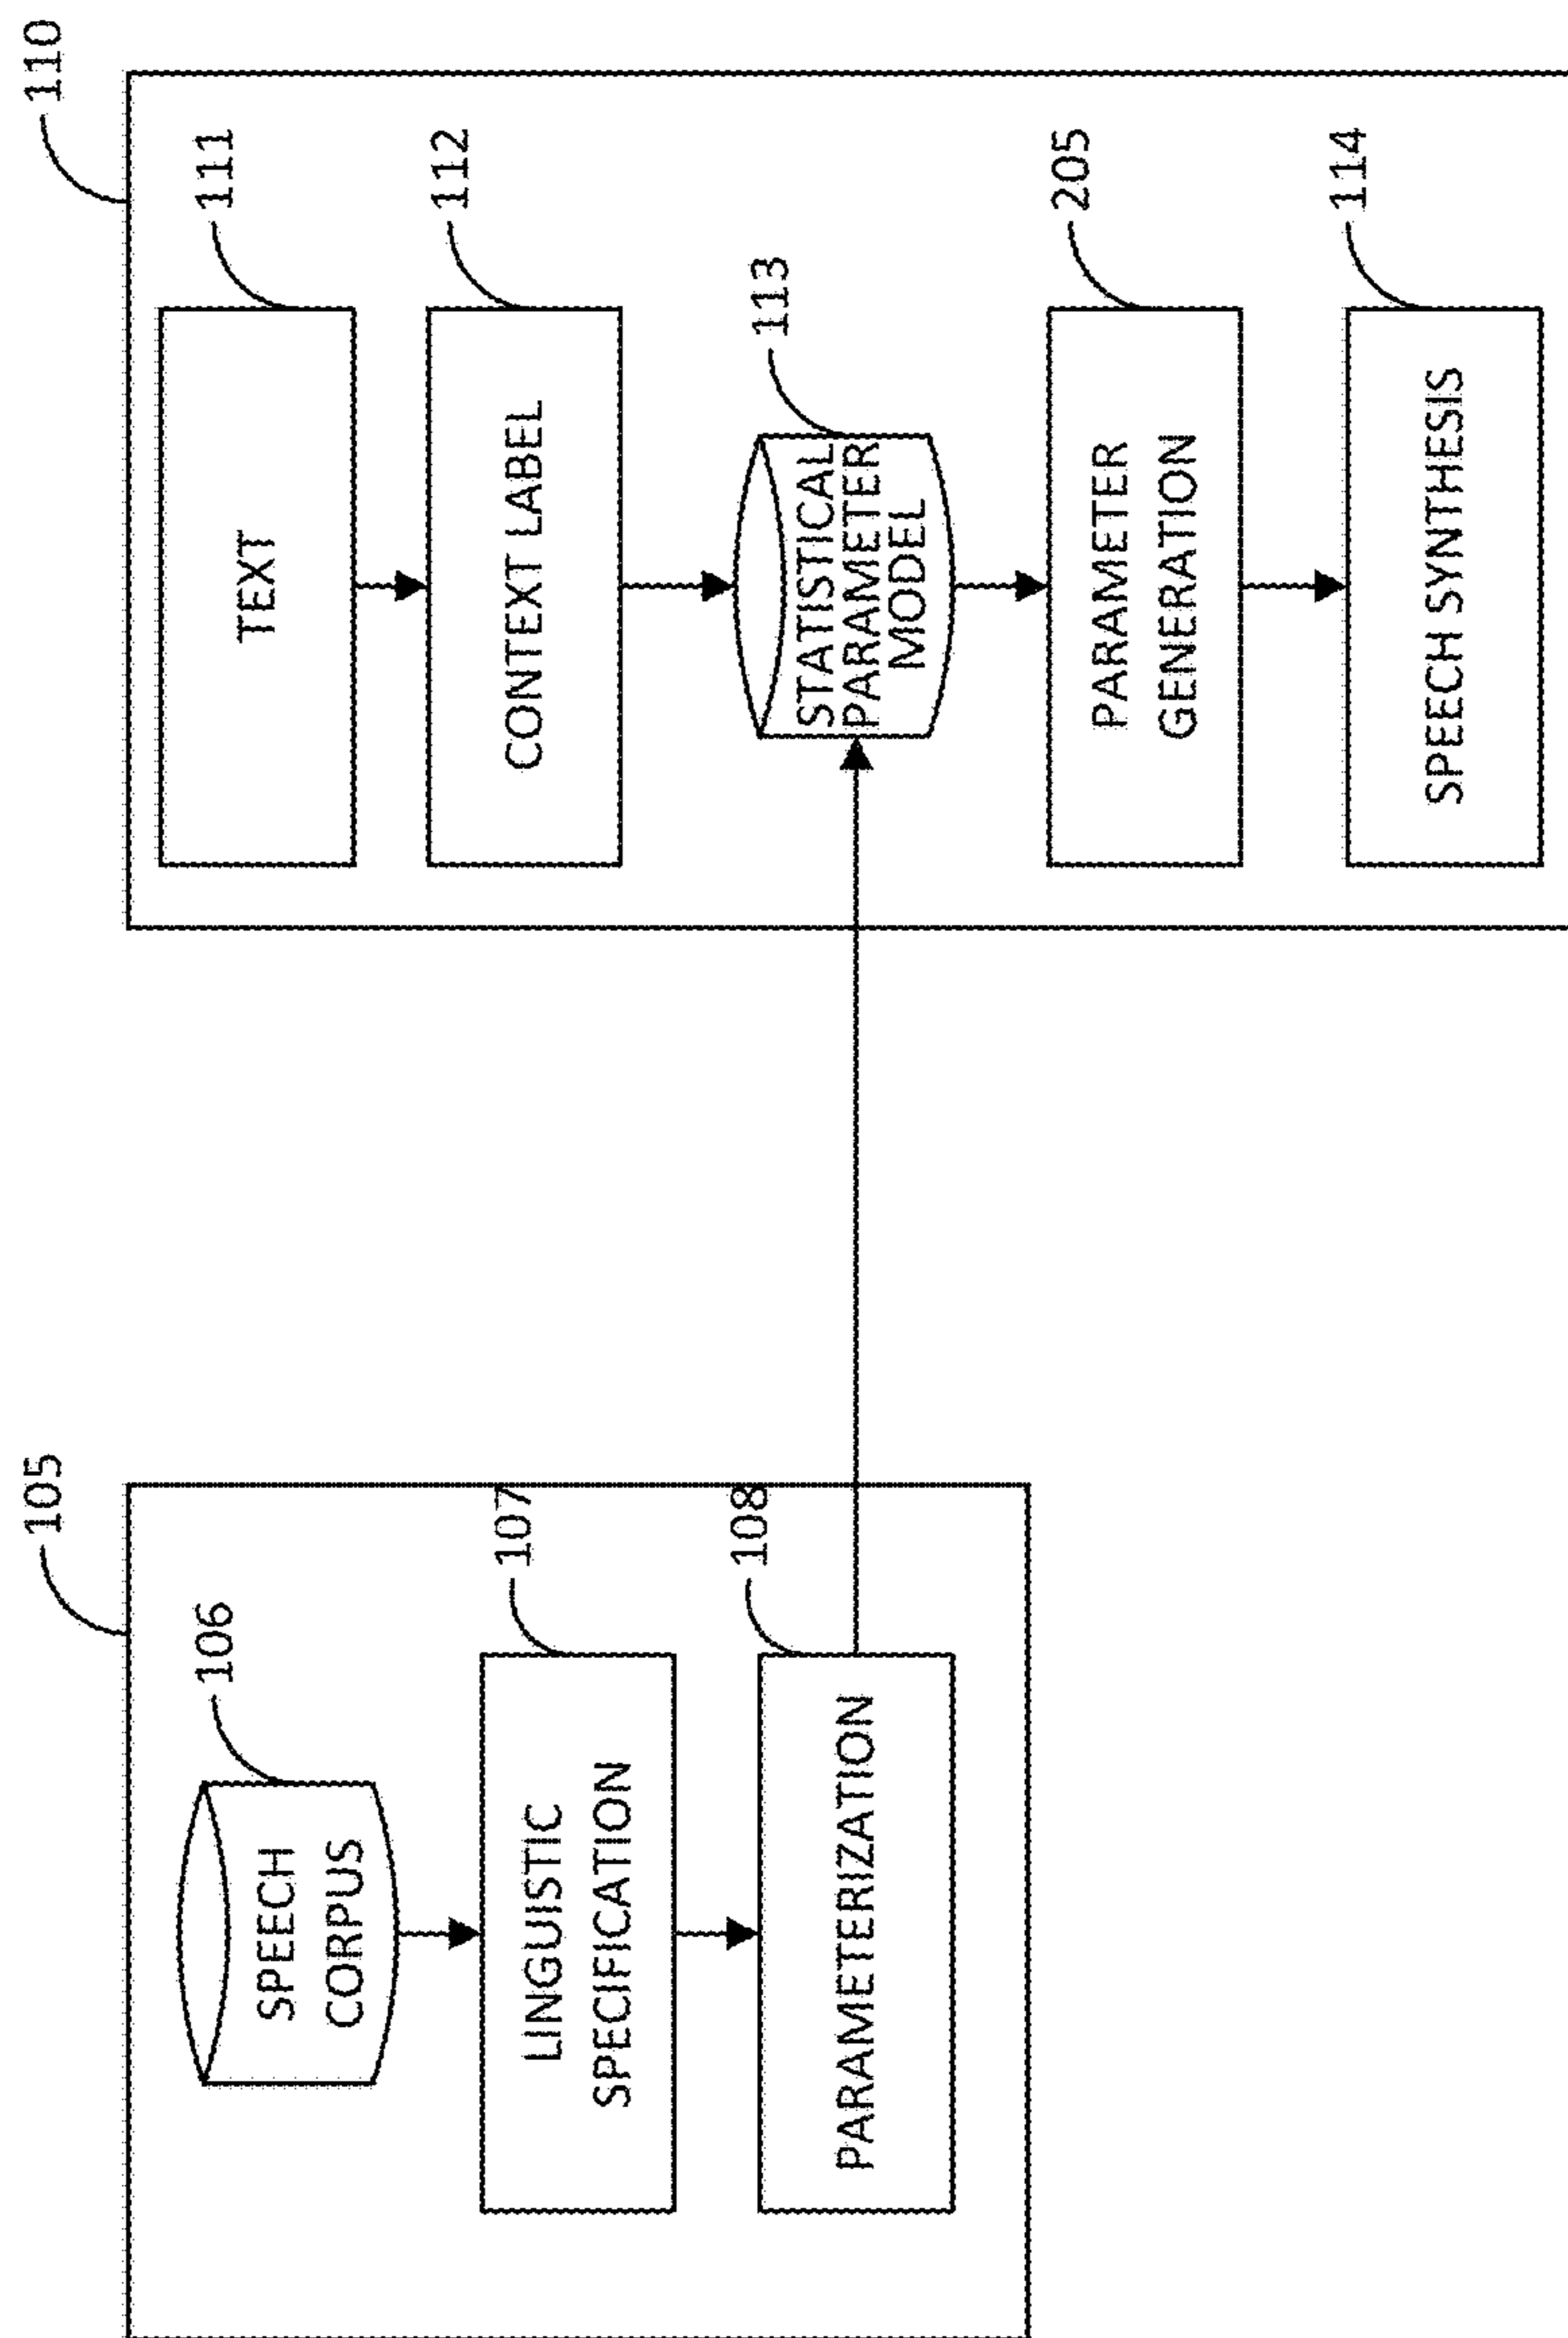 105
106
SPEECH
CORPUS
107
LINGUISTIC
SPECIFICATION
108
PARAMETERIZATION
110
111
TEXT
112
CONTEXT LABEL
113
STATISTICAL
PARAMETER
MODEL
205
PARAMETER
GENERATION
114
SPEECH SYNTHESIS